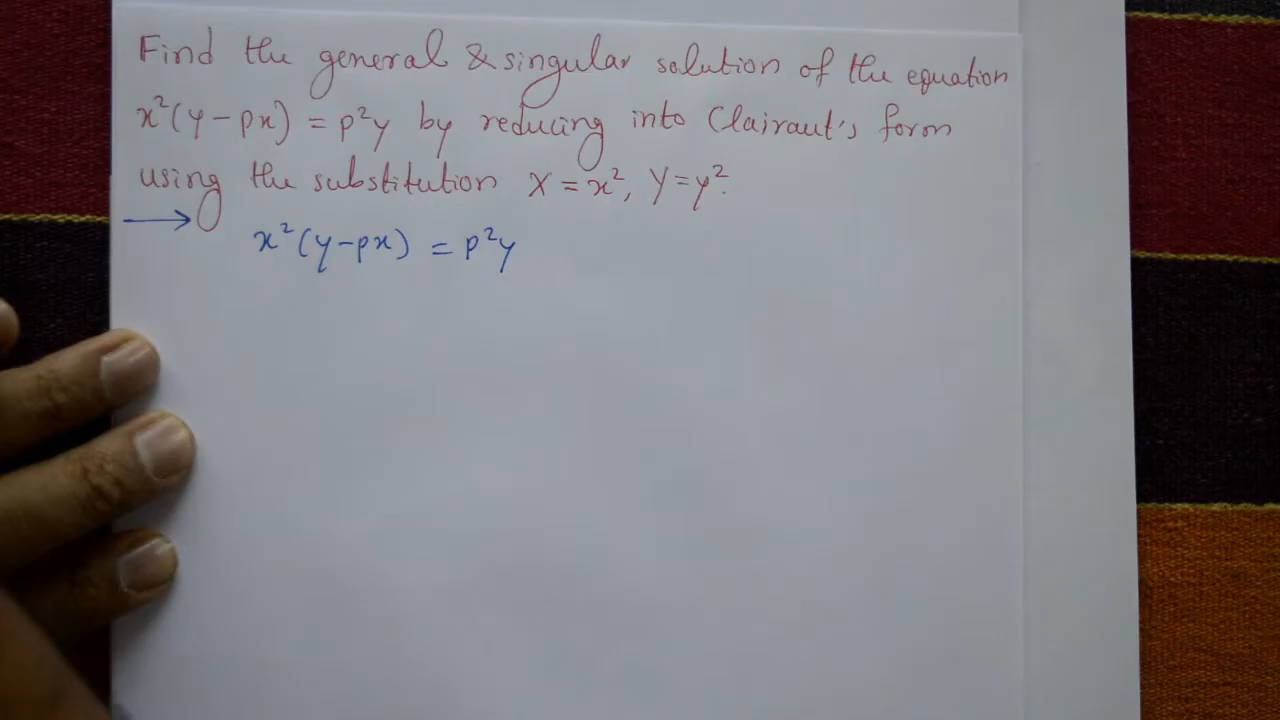 Find the general & singular solution of the equation
x²(y-px) = p²y by reducing into Clairaut's form
using the substitution X = x², Y = y².
→ x²(y-px) = p²y